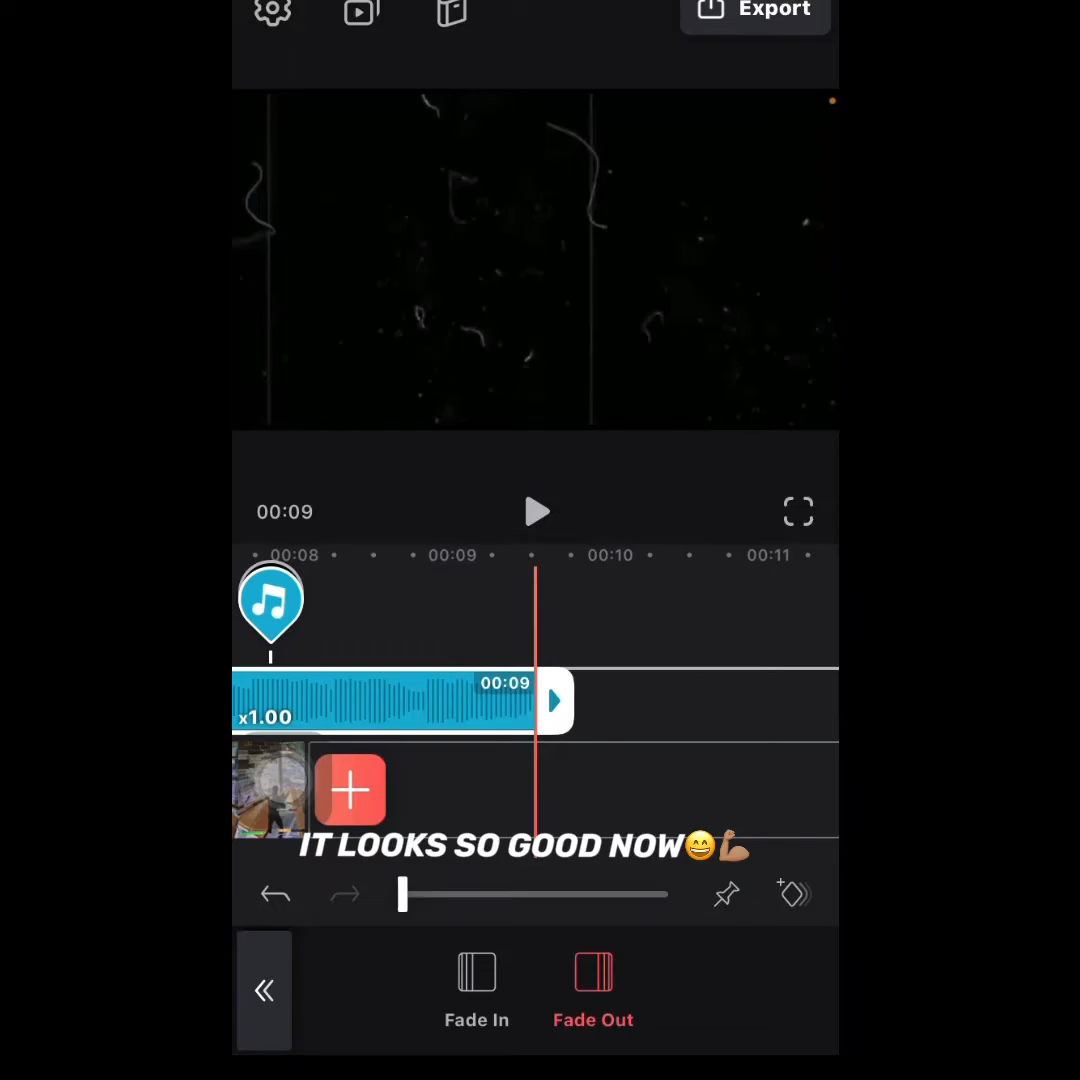 Export
00:09
00:08 00:09 00:10 00:11
00:09
x1.00
IT LOOKS SO GOOD NOW😄💪🏽
Fade In Fade Out